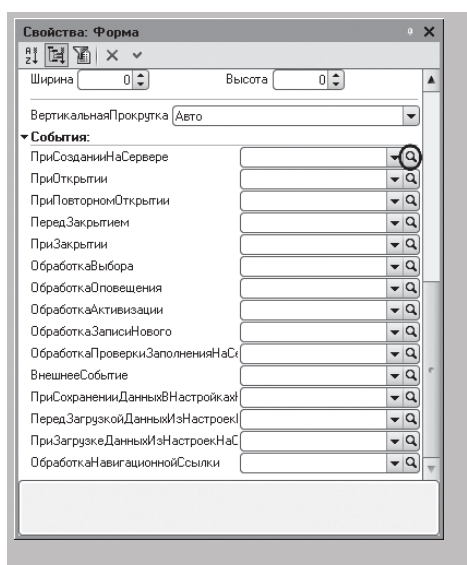 Свойства: Форма
Ширина 0 Высота 0
ВертикальнаяПрокрутка Авто
События:
ПриСозданииНаСервере
ПриОткрытии
ПриПовторномОткрытии
ПередЗакрытием
ПриЗакрытии
ОбработкаВыбора
ОбработкаОповещения
ОбработкаАктивизации
ОбработкаЗаписиНового
ОбработкаПроверкиЗаполненияНаСе
ВнешнееСобытие
ПриСохраненииДанныхВНастройках
ПередЗагрузкойДанныхИзНастроек
ПриЗагрузкеДанныхИзНастроекНаС
ОбработкаНавигационнойСсылки